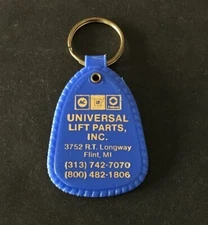 UNIVERSAL
LIFT PARTS,
INC.
3752 R.T. Longway
Flint, MI
(313) 742-7070
(800) 482-1806